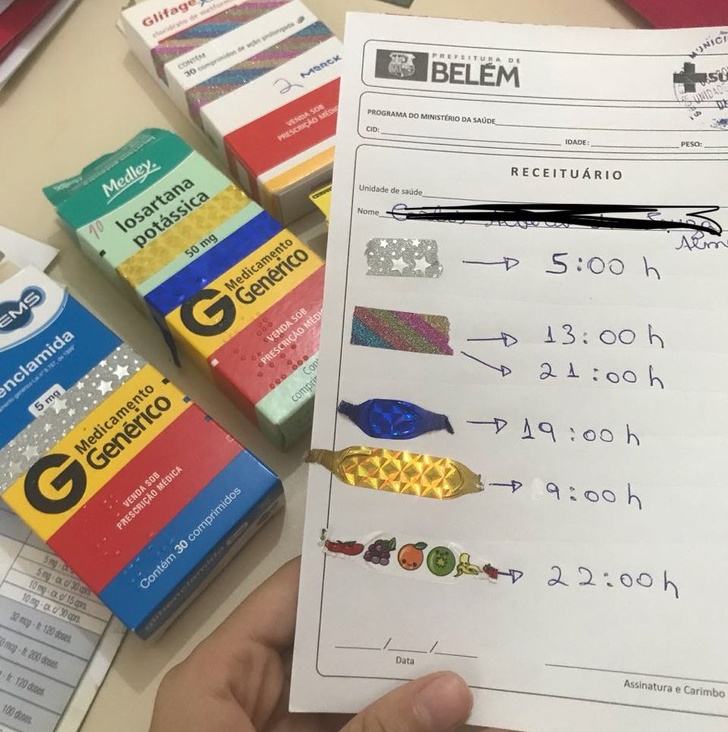 Glifage
cloridrato de metformina
CONTÉM
30 comprimidos de ação prolongada
2 MERCK
VENDA SOB
PRESCRIÇÃO MÉDICA
Medley.
10 losartana
potássica
50 mg
G Medicamento
Genérico
VENDA SOB
PRESCRIÇÃO MÉDICA
EMS
enclamida
5 mg
G Medicamento
Genérico
VENDA SOB
PRESCRIÇÃO MÉDICA
Contém 30 comprimidos
PREFEITURA DE
BELÉM
PROGRAMA DO MINISTÉRIO DA SAÚDE
CID: IDADE: PESO:
RECEITUÁRIO
Unidade de saúde
Nome
5:00 h
13:00 h
21:00 h
19:00 h
9:00 h
22:00 h
Data
Assinatura e Carimbo